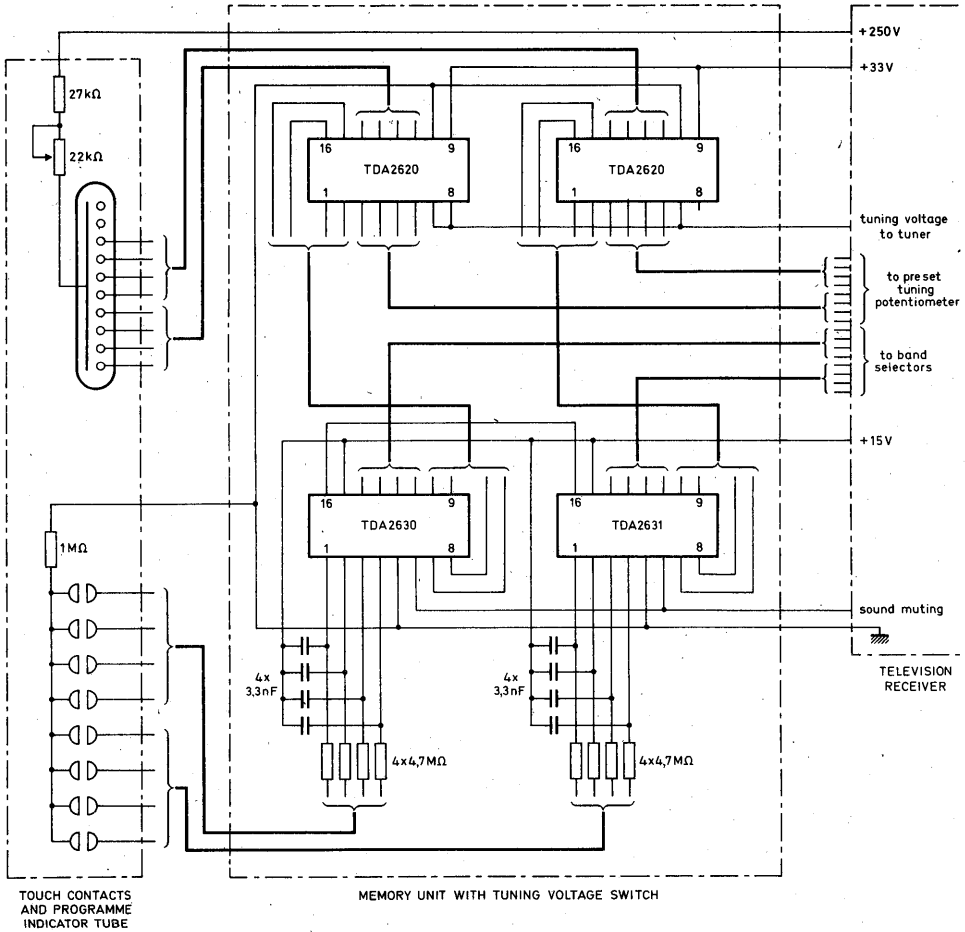 +250V
+33V
27kΩ
22kΩ
16
9
TDA2620
1
8
16
9
TDA2620
1
8
tuning voltage
to tuner
to preset
tuning
potentiometer
to band
selectors
+15V
16
9
TDA2630
1
8
16
9
TDA2631
1
8
1MΩ
sound muting
4x
3,3nF
4x
3,3nF
4x4,7MΩ
4x4,7MΩ
TELEVISION
RECEIVER
TOUCH CONTACTS
AND PROGRAMME
INDICATOR TUBE
MEMORY UNIT WITH TUNING VOLTAGE SWITCH